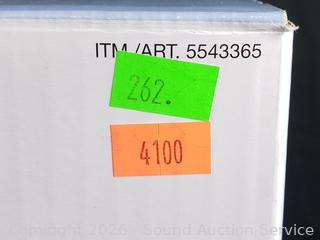 ITM./ART. 5543365
262.
4100
Copyright 2026 - Sound Auction Service